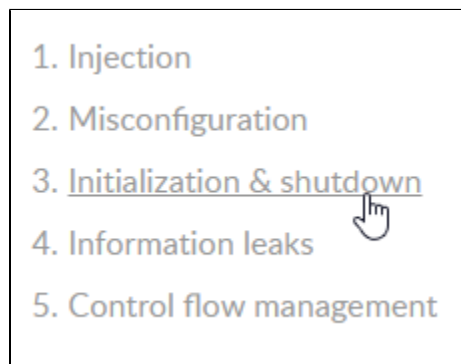 1. Injection
2. Misconfiguration
3. Initialization & shutdown
4. Information leaks
5. Control flow management